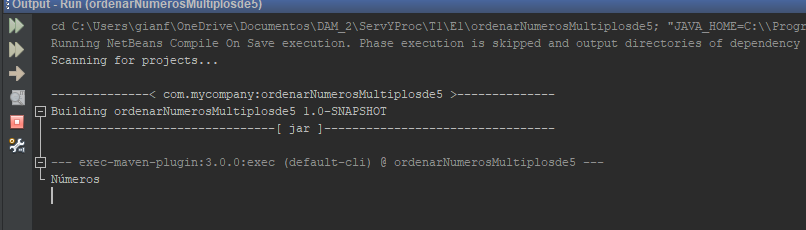 Output - Run (ordenarNumerosMultiplosde5)
cd C:\Users\gianf\OneDrive\Documentos\DAM_2\ServYProc\T1\E1\ordenarNumerosMultiplosde5; "JAVA_HOME=C:\\Progr
Running NetBeans Compile On Save execution. Phase execution is skipped and output directories of dependency
Scanning for projects...
--------------< com.mycompany:ordenarNumerosMultiplosde5 >--------------
Building ordenarNumerosMultiplosde5 1.0-SNAPSHOT
--------------------------------[ jar ]---------------------------------
--- exec-maven-plugin:3.0.0:exec (default-cli) @ ordenarNumerosMultiplosde5 ---
Números